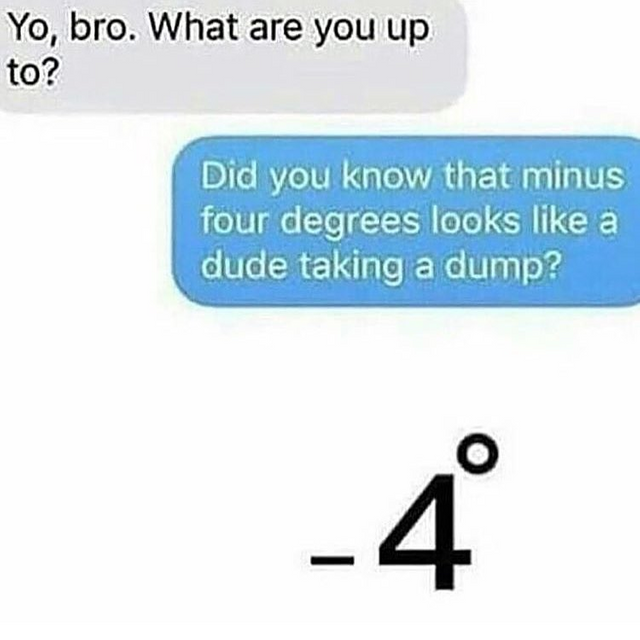 Yo, bro. What are you up
to?
Did you know that minus
four degrees looks like a
dude taking a dump?
-4°